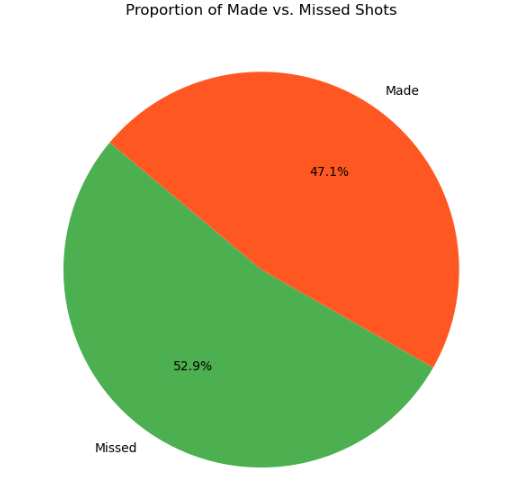 Proportion of Made vs. Missed Shots
Made
47.1%
52.9%
Missed